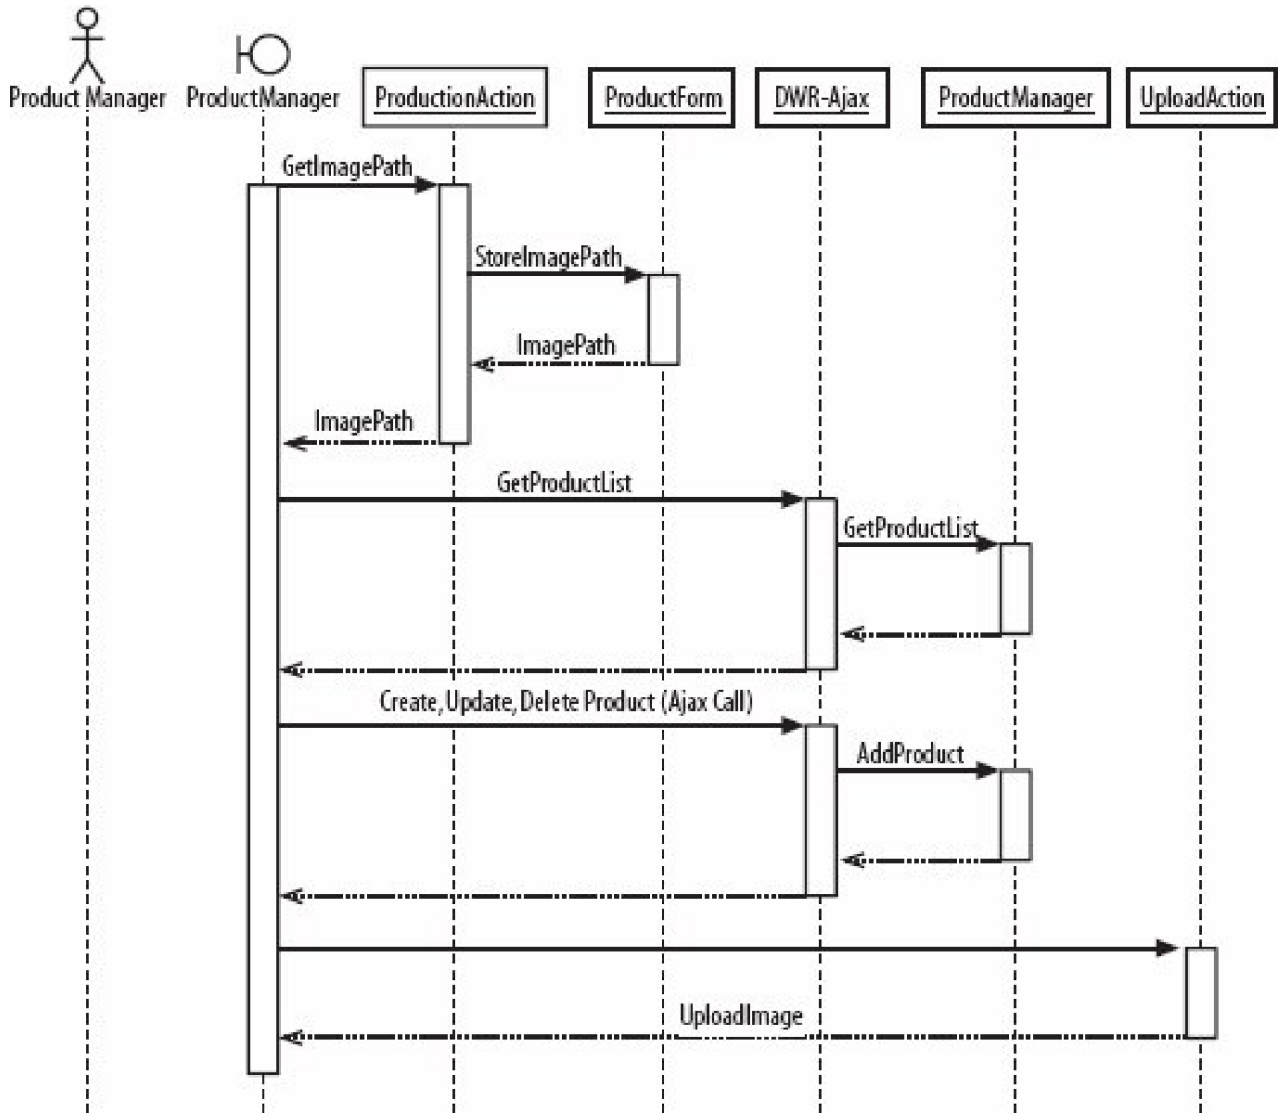 Product Manager
ProductManager
ProductionAction
ProductForm
DWR-Ajax
ProductManager
UploadAction
GetImagePath
StoreImagePath
ImagePath
ImagePath
GetProductList
GetProductList
Create, Update, Delete Product (Ajax Call)
AddProduct
UploadImage